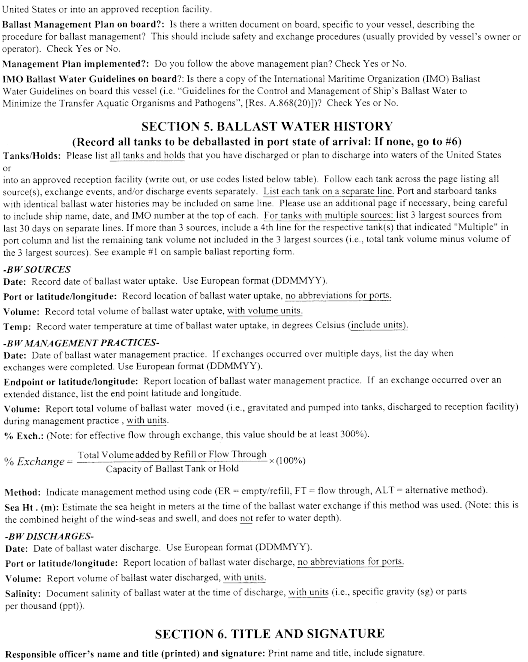 United States or into an approved reception facility.
Ballast Management Plan on board?: Is there a written document on board, specific to your vessel, describing the
procedure for ballast management? This should include safety and exchange procedures (usually provided by vessel's owner or
operator). Check Yes or No.
Management Plan implemented?: Do you follow the above management plan? Check Yes or No.
IMO Ballast Water Guidelines on board?: Is there a copy of the International Maritime Organization (IMO) Ballast
Water Guidelines on board this vessel (i.e. "Guidelines for the Control and Management of Ship's Ballast Water to
Minimize the Transfer Aquatic Organisms and Pathogens", [Res. A.868(20)])? Check Yes or No.
SECTION 5. BALLAST WATER HISTORY
(Record all tanks to be deballasted in port state of arrival: If none, go to #6)
Tanks/Holds: Please list all tanks and holds that you have discharged or plan to discharge into waters of the United States
or
into an approved reception facility (write out, or use codes listed below table). Follow each tank across the page listing all
source(s), exchange events, and/or discharge events separately. List each tank on a separate line. Port and starboard tanks
with identical ballast water histories may be included on same line. Please use an additional page if necessary, being careful
to include ship name, date, and IMO number at the top of each. For tanks with multiple sources: list 3 largest sources from
last 30 days on separate lines. If more than 3 sources, include a 4th line for the respective tank(s) that indicated "Multiple" in
port column and list the remaining tank volume not included in the 3 largest sources (i.e., total tank volume minus volume of
the 3 largest sources). See example #1 on sample ballast reporting form.
-BW SOURCES
Date: Record date of ballast water uptake. Use European format (DDMMYY).
Port or latitude/longitude: Record location of ballast water uptake, no abbreviations for ports.
Volume: Record total volume of ballast water uptake, with volume units.
Temp: Record water temperature at time of ballast water uptake, in degrees Celsius (include units).
-BW MANAGEMENT PRACTICES-
Date: Date of ballast water management practice. If exchanges occurred over multiple days, list the day when
exchanges were completed. Use European format (DDMMYY).
Endpoint or latitude/longitude: Report location of ballast water management practice. If an exchange occurred over an
extended distance, list the end point latitude and longitude.
Volume: Report total volume of ballast water moved (i.e., gravitated and pumped into tanks, discharged to reception facility)
during management practice , with units.
% Exch.: (Note: for effective flow through exchange, this value should be at least 300%).
% Exchange = Total Volume added by Refill or Flow Through / Capacity of Ballast Tank or Hold ×(100%)
Method: Indicate management method using code (ER = empty/refill, FT = flow through, ALT = alternative method).
Sea Ht . (m): Estimate the sea height in meters at the time of the ballast water exchange if this method was used. (Note: this is
the combined height of the wind-seas and swell, and does not refer to water depth).
-BW DISCHARGES-
Date: Date of ballast water discharge. Use European format (DDMMYY).
Port or latitude/longitude: Report location of ballast water discharge, no abbreviations for ports.
Volume: Report volume of ballast water discharged, with units.
Salinity: Document salinity of ballast water at the time of discharge, with units (i.e., specific gravity (sg) or parts
per thousand (ppt)).
SECTION 6. TITLE AND SIGNATURE
Responsible officer's name and title (printed) and signature: Print name and title, include signature.